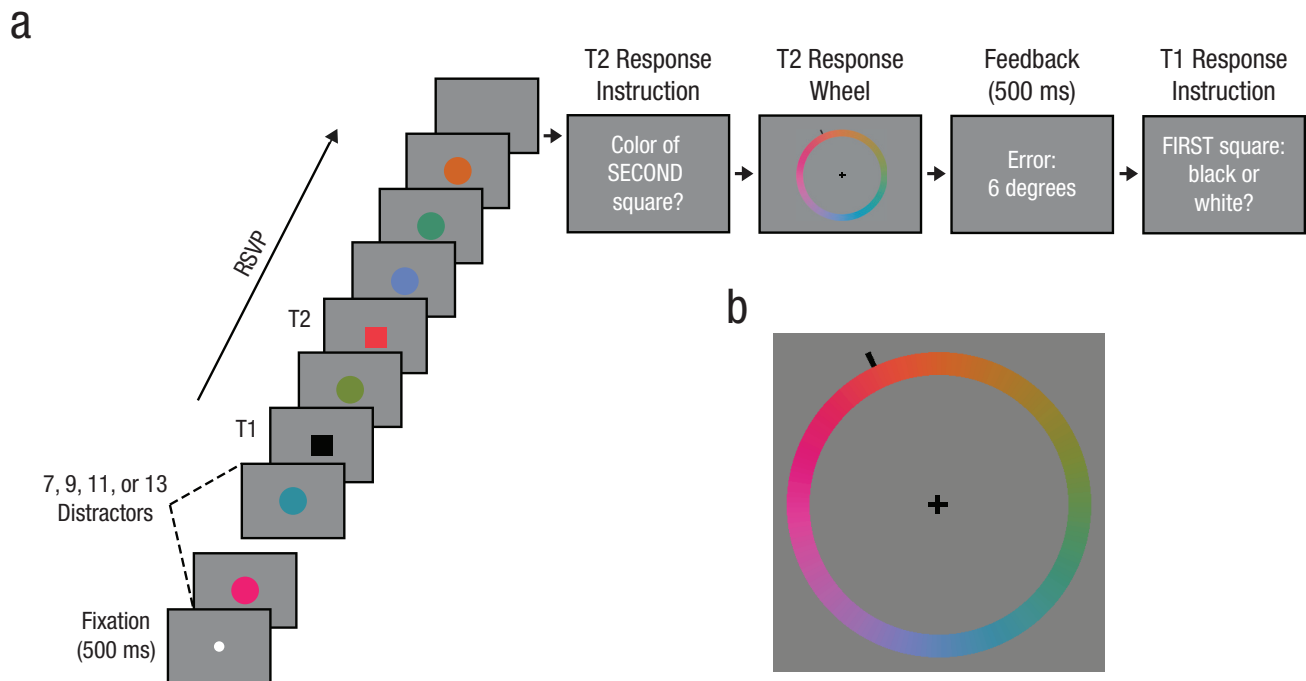 a
T2 Response
Instruction
T2 Response
Wheel
Feedback
(500 ms)
T1 Response
Instruction
Color of
SECOND
square?
Error:
6 degrees
FIRST square:
black or
white?
RSVP
T2
T1
7, 9, 11, or 13
Distractors
Fixation
(500 ms)
b